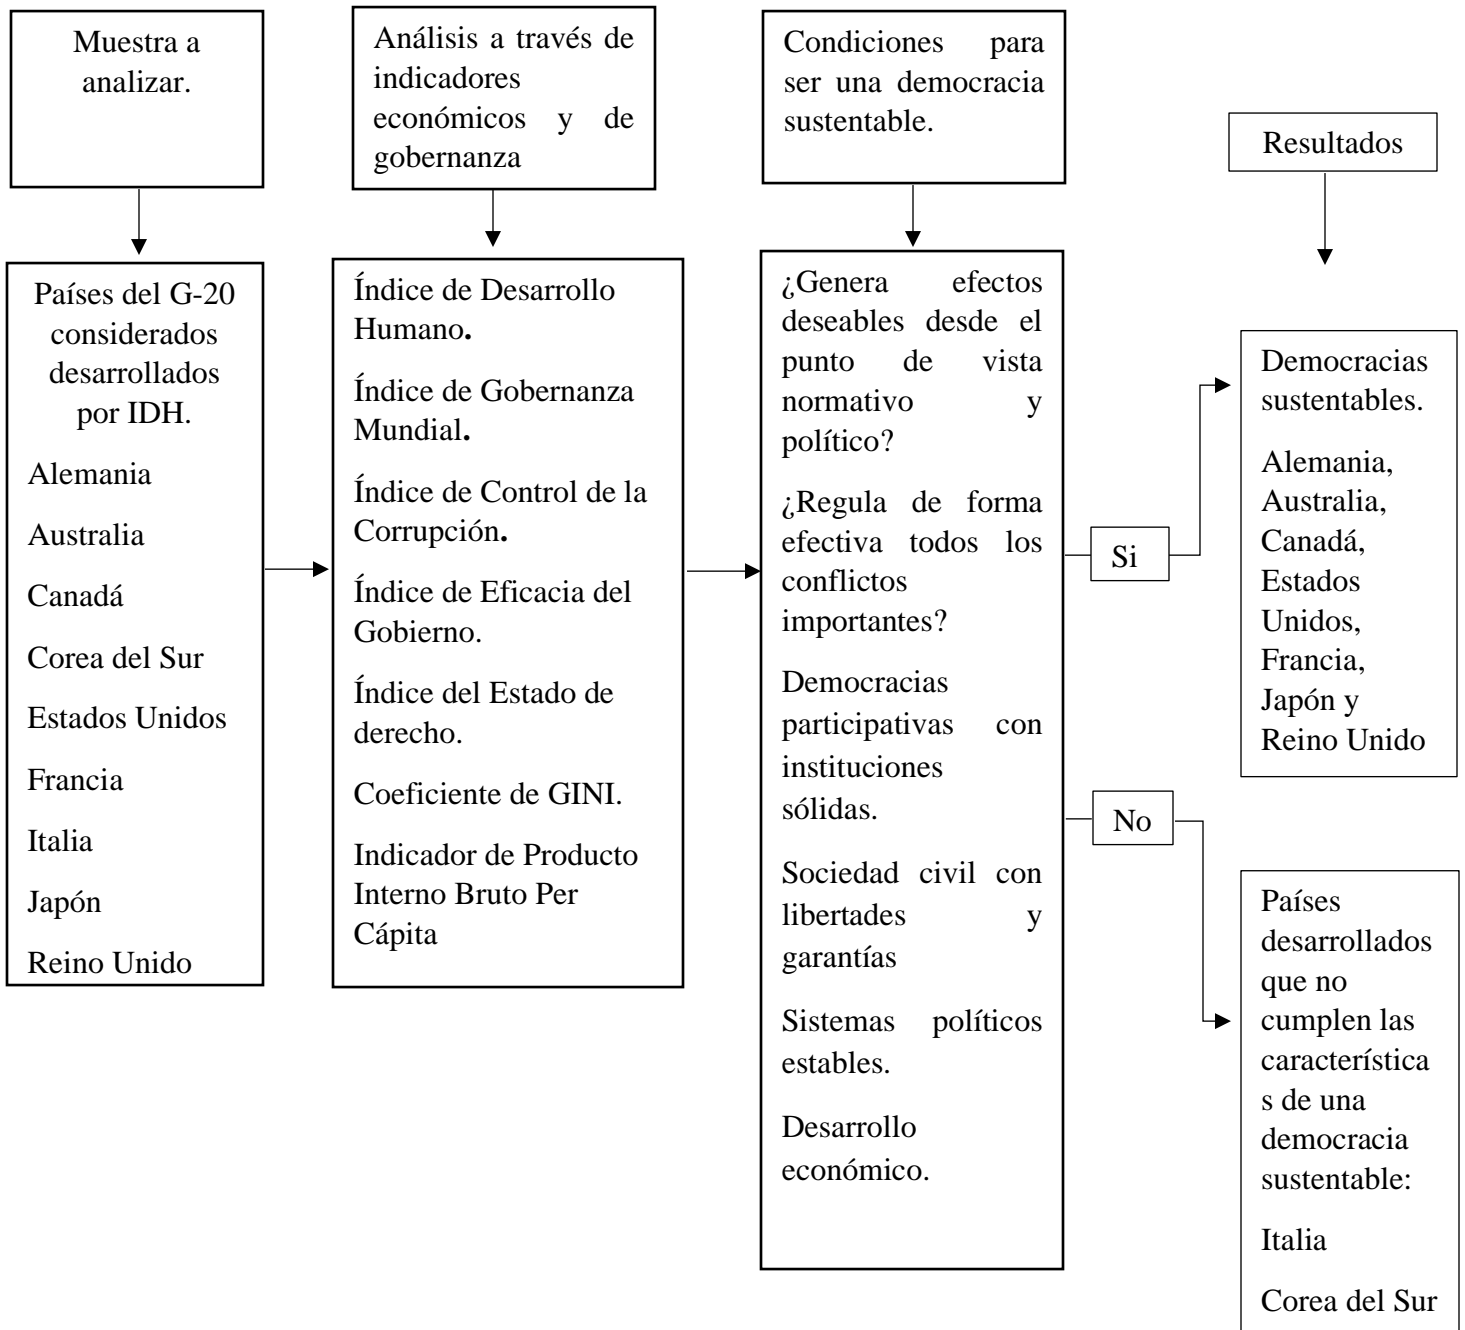 Muestra a
analizar.
Análisis a través de
indicadores
económicos y de
gobernanza
Condiciones para
ser una democracia
sustentable.
Resultados
Países del G-20
considerados
desarrollados
por IDH.
Alemania
Australia
Canadá
Corea del Sur
Estados Unidos
Francia
Italia
Japón
Reino Unido
Índice de Desarrollo
Humano.
Índice de Gobernanza
Mundial.
Índice de Control de la
Corrupción.
Índice de Eficacia del
Gobierno.
Índice del Estado de
derecho.
Coeficiente de GINI.
Indicador de Producto
Interno Bruto Per
Cápita
¿Genera efectos
deseables desde el
punto de vista
normativo y
político?
¿Regula de forma
efectiva todos los
conflictos
importantes?
Democracias
participativas con
instituciones
sólidas.
Sociedad civil con
libertades y
garantías
Sistemas políticos
estables.
Desarrollo
económico.
Si
No
Democracias
sustentables.
Alemania,
Australia,
Canadá,
Estados
Unidos,
Francia,
Japón y
Reino Unido
Países
desarrollados
que no
cumplen las
característica
s de una
democracia
sustentable:
Italia
Corea del Sur